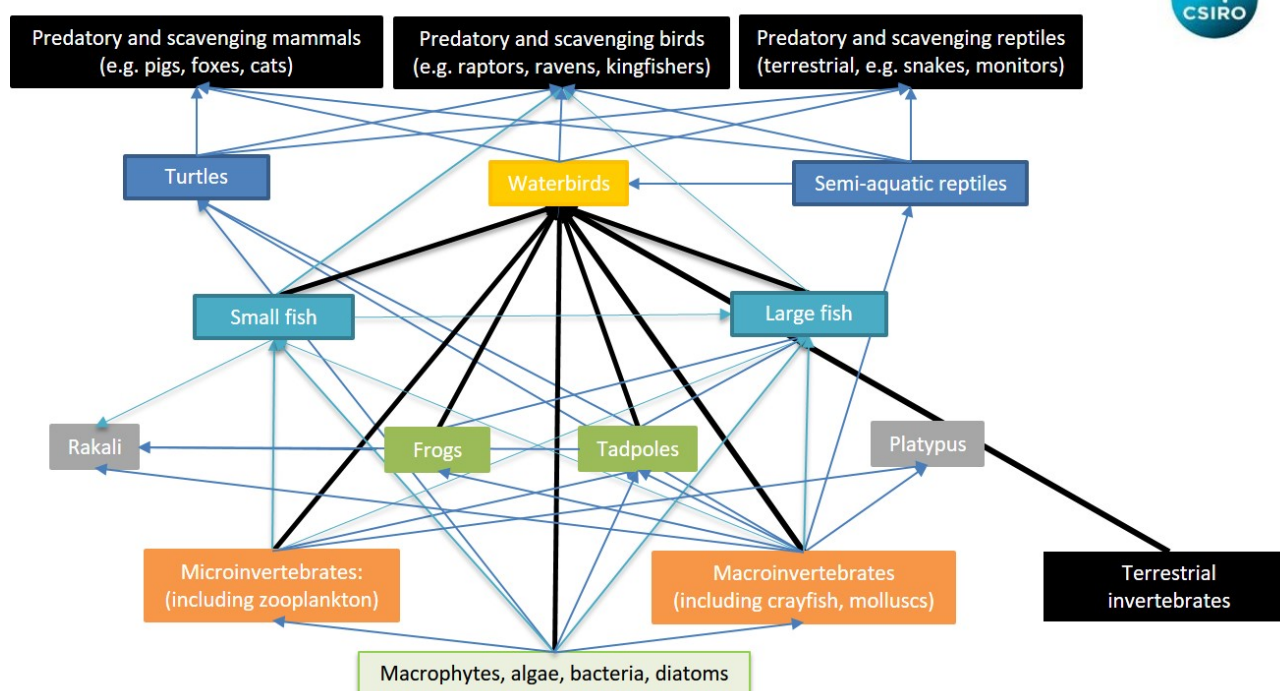 CSIRO
Predatory and scavenging mammals
(e.g. pigs, foxes, cats)
Predatory and scavenging birds
(e.g. raptors, ravens, kingfishers)
Predatory and scavenging reptiles
(terrestrial, e.g. snakes, monitors)
Turtles
Waterbirds
Semi-aquatic reptiles
Small fish
Large fish
Rakali
Frogs
Tadpoles
Platypus
Microinvertebrates:
(including zooplankton)
Macroinvertebrates
(including crayfish, molluscs)
Terrestrial
invertebrates
Macrophytes, algae, bacteria, diatoms